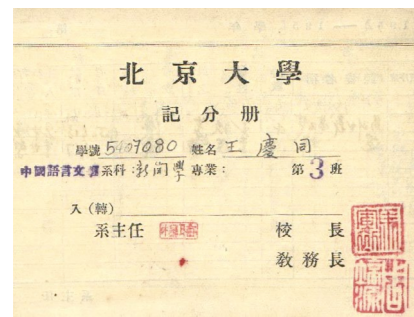 北京大學
記分册
學號 5407080 姓名 王慶同
中國語言文學系科: 新闻學 專業: 第3班
入(轉)
系主任 校長
教務長